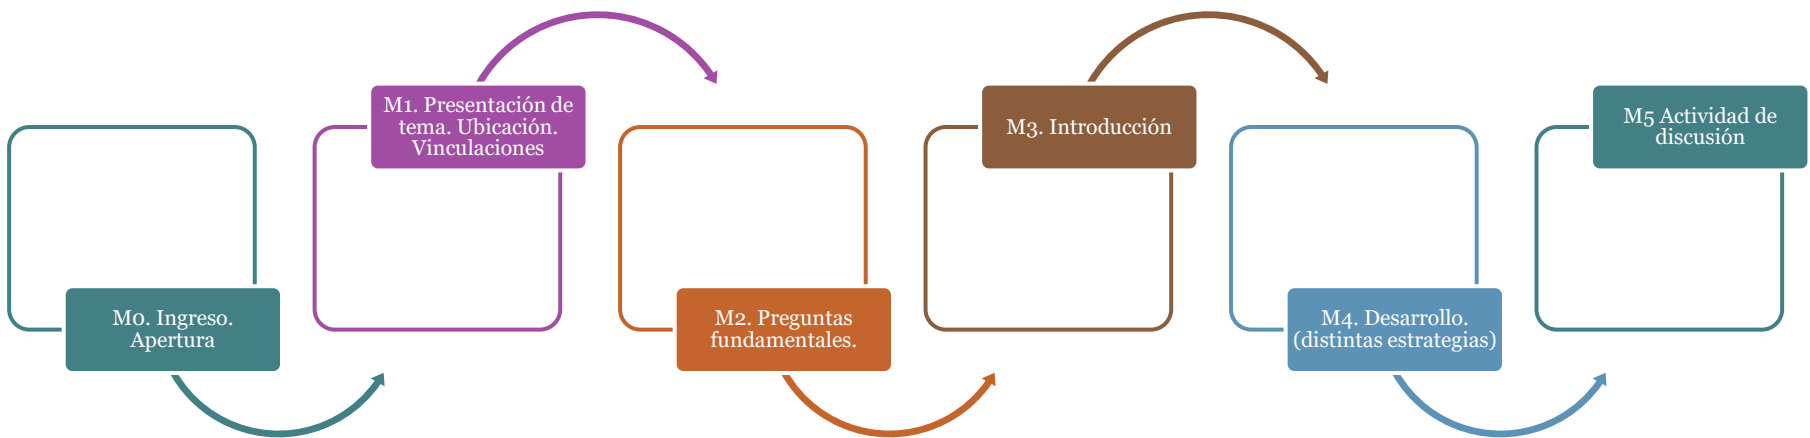 M0. Ingreso.
Apertura
M1. Presentación de
tema. Ubicación.
Vinculaciones
M2. Preguntas
fundamentales.
M3. Introducción
M4. Desarrollo.
(distintas estrategias)
M5 Actividad de
discusión